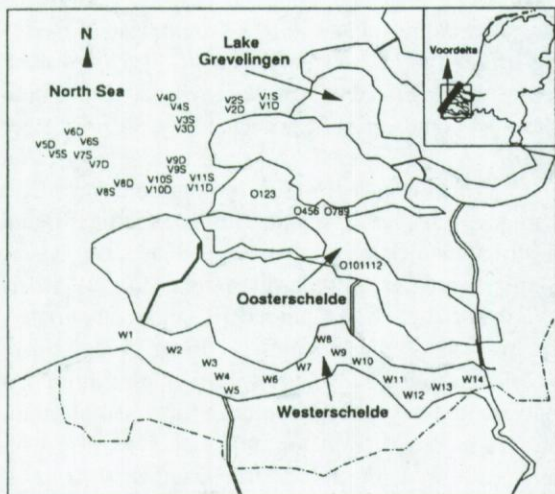 N
North Sea
Lake
Grevelingen
Voordelta
V4D
V4S
V3S
V3D
V2S
V2D
V1S
V1D
V6D
V5D
V6S
V5S
V7S
V7D
V8D
V8S
V9D
V9S
V10S
V10D
V11S
V11D
O123
O456
O789
O101112
Oosterschelde
W1
W2
W3
W4
W5
W6
W7
W8
W9
W10
W11
W12
W13
W14
Westerschelde